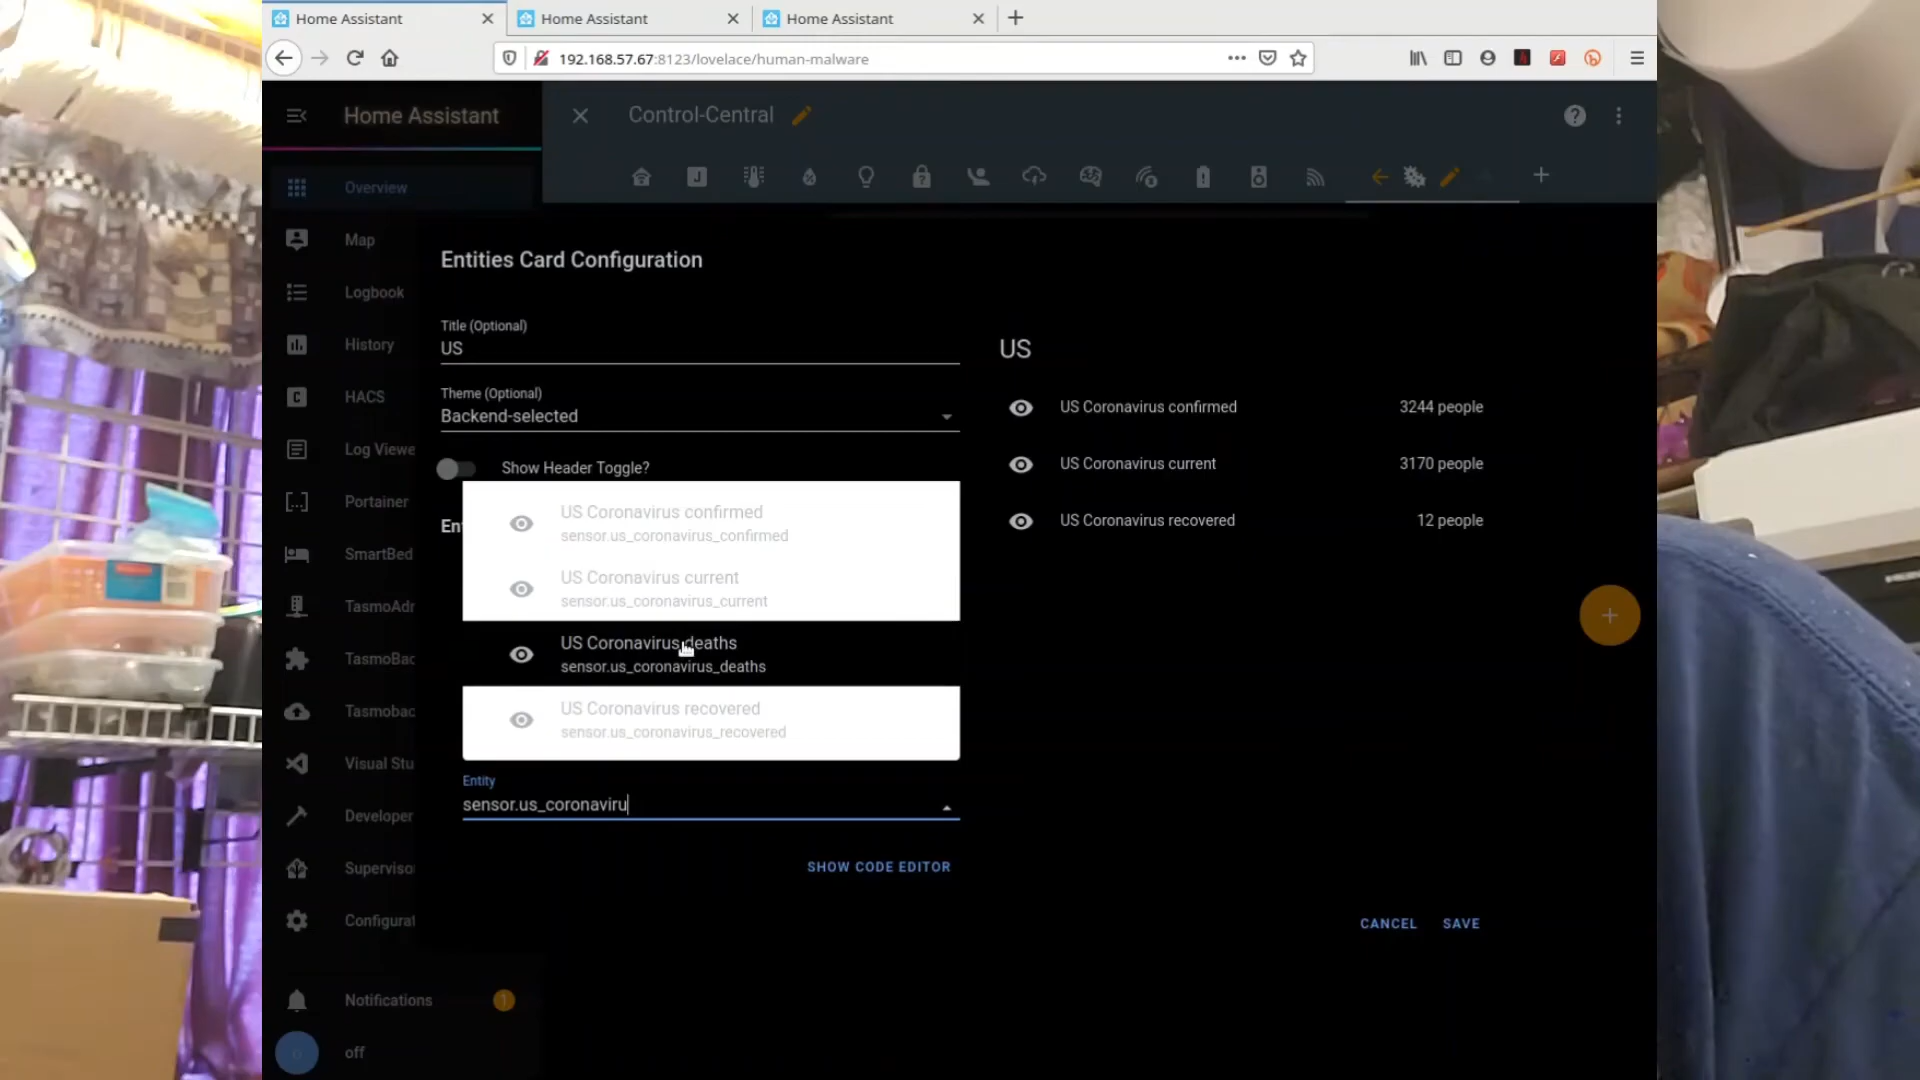 Home Assistant
Home Assistant
Home Assistant
192.168.57.67:8123/lovelace/human-malware
Home Assistant
Control-Central
Overview
Map
Logbook
History
HACS
Log Viewe
Portainer
SmartBed
TasmoAdr
TasmoBac
Tasmobac
Visual Stu
Developer
Superviso
Configurat
Notifications
1
off
Entities Card Configuration
Title (Optional)
US
Theme (Optional)
Backend-selected
Show Header Toggle?
En
US Coronavirus confirmed
sensor.us_coronavirus_confirmed
US Coronavirus current
sensor.us_coronavirus_current
US Coronavirus deaths
sensor.us_coronavirus_deaths
US Coronavirus recovered
sensor.us_coronavirus_recovered
Entity
sensor.us_coronaviru
SHOW CODE EDITOR
US
US Coronavirus confirmed 3244 people
US Coronavirus current 3170 people
US Coronavirus recovered 12 people
CANCEL SAVE